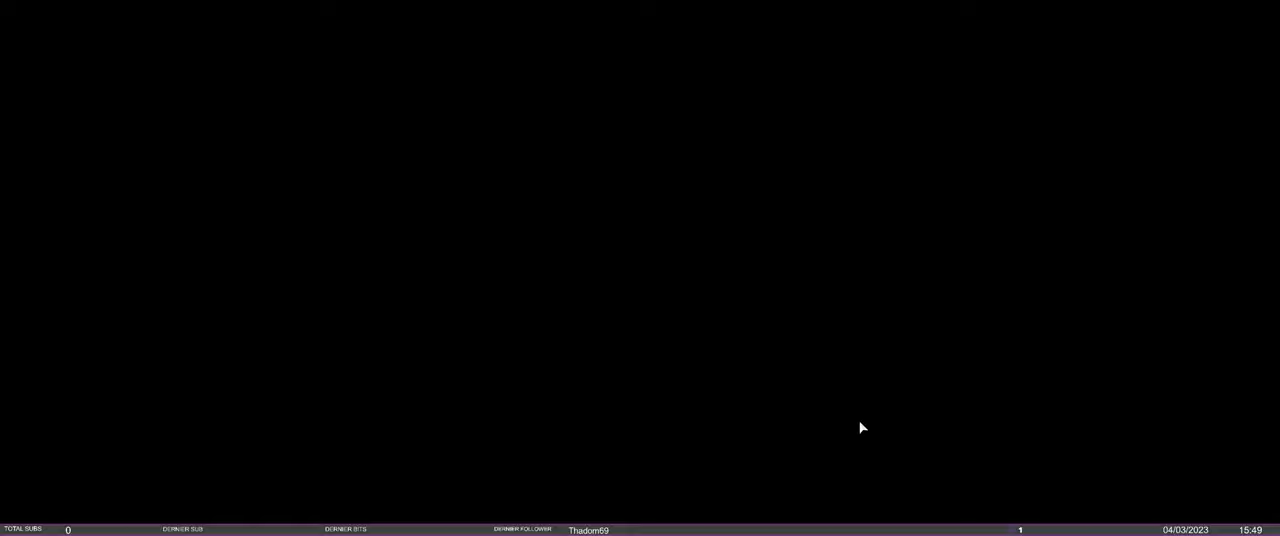 TOTAL SUBS 0 DERNIER SUB DERNIER BITS DERNIER FOLLOWER Thadom69 1 04/03/2023 15:49